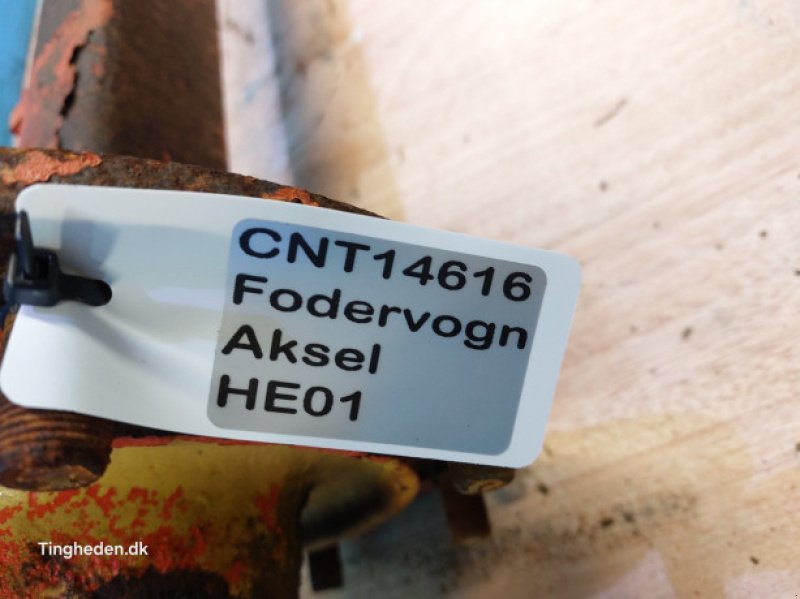 CNT14616
Fodervogn
Aksel
HE01
Tingheden.dk